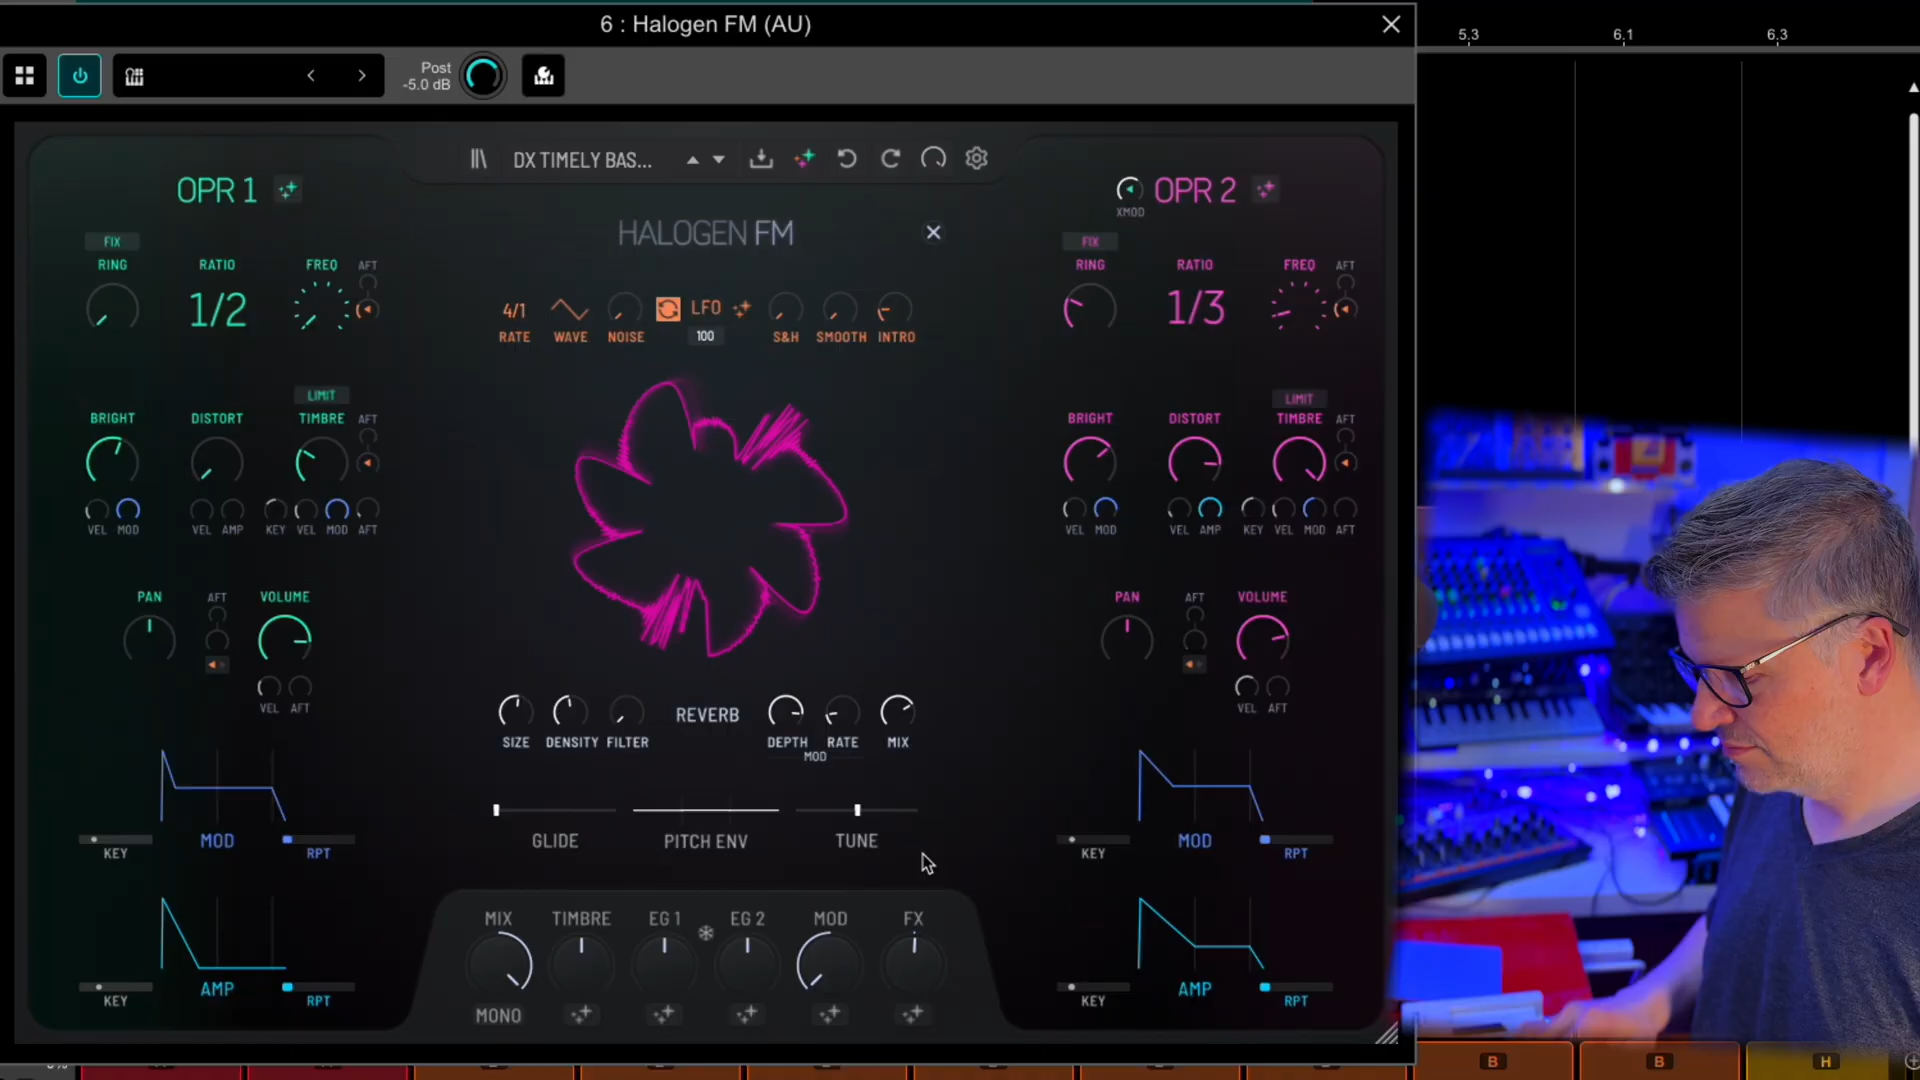 6 : Halogen FM (AU)
5.3
6.1
6.3
Post
-5.0 dB
DX TIMELY BAS...
OPR 1
XMOD
OPR 2
HALOGEN FM
FIX
RING
RATIO
FREQ
AFT
1/2
4/1
RATE
WAVE
NOISE
LFO
100
S&H
SMOOTH
INTRO
FIX
RING
RATIO
FREQ
AFT
1/3
LIMIT
BRIGHT
DISTORT
TIMBRE
AFT
VEL
MOD
VEL
AMP
KEY
VEL
MOD
AFT
LIMIT
BRIGHT
DISTORT
TIMBRE
AFT
VEL
MOD
VEL
AMP
KEY
VEL
MOD
AFT
PAN
AFT
VOLUME
VEL
AFT
PAN
AFT
VOLUME
VEL
AFT
SIZE
DENSITY
FILTER
REVERB
DEPTH
RATE
MOD
MIX
GLIDE
PITCH ENV
TUNE
KEY
MOD
RPT
KEY
MOD
RPT
KEY
AMP
RPT
KEY
AMP
RPT
MIX
TIMBRE
EG 1
EG 2
MOD
FX
MONO
B
B
H